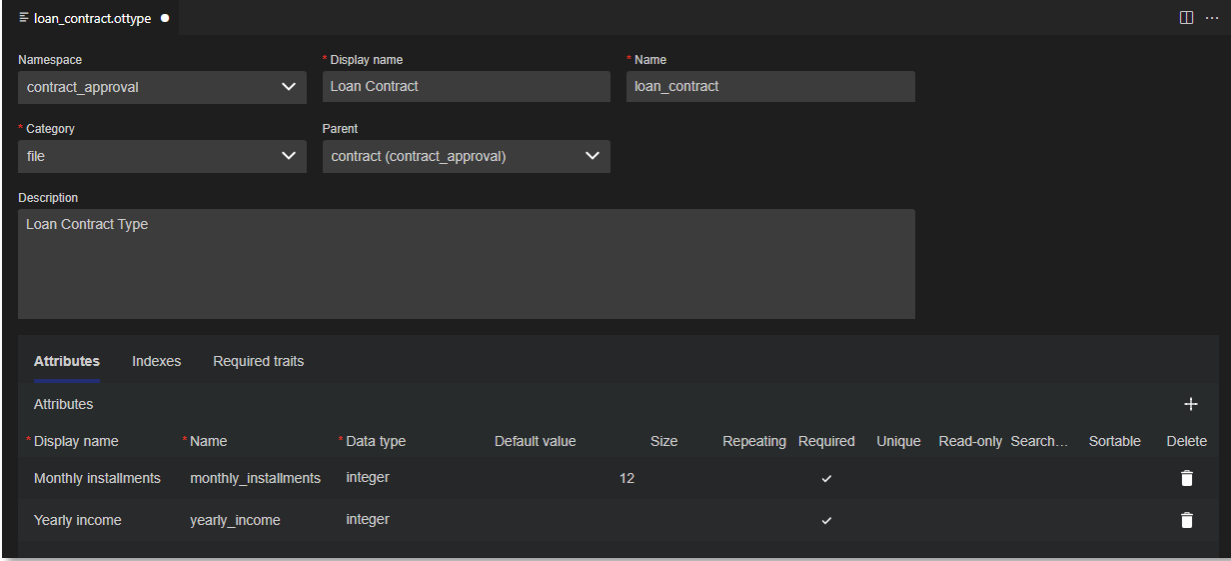 loan_contract.ottype
Namespace * Display name * Name
contract_approval Loan Contract loan_contract
* Category Parent
file contract (contract_approval)
Description
Loan Contract Type
Attributes Indexes Required traits
Attributes
* Display name * Name * Data type Default value Size Repeating Required Unique Read-only Search... Sortable Delete
Monthly installments monthly_installments integer 12
Yearly income yearly_income integer